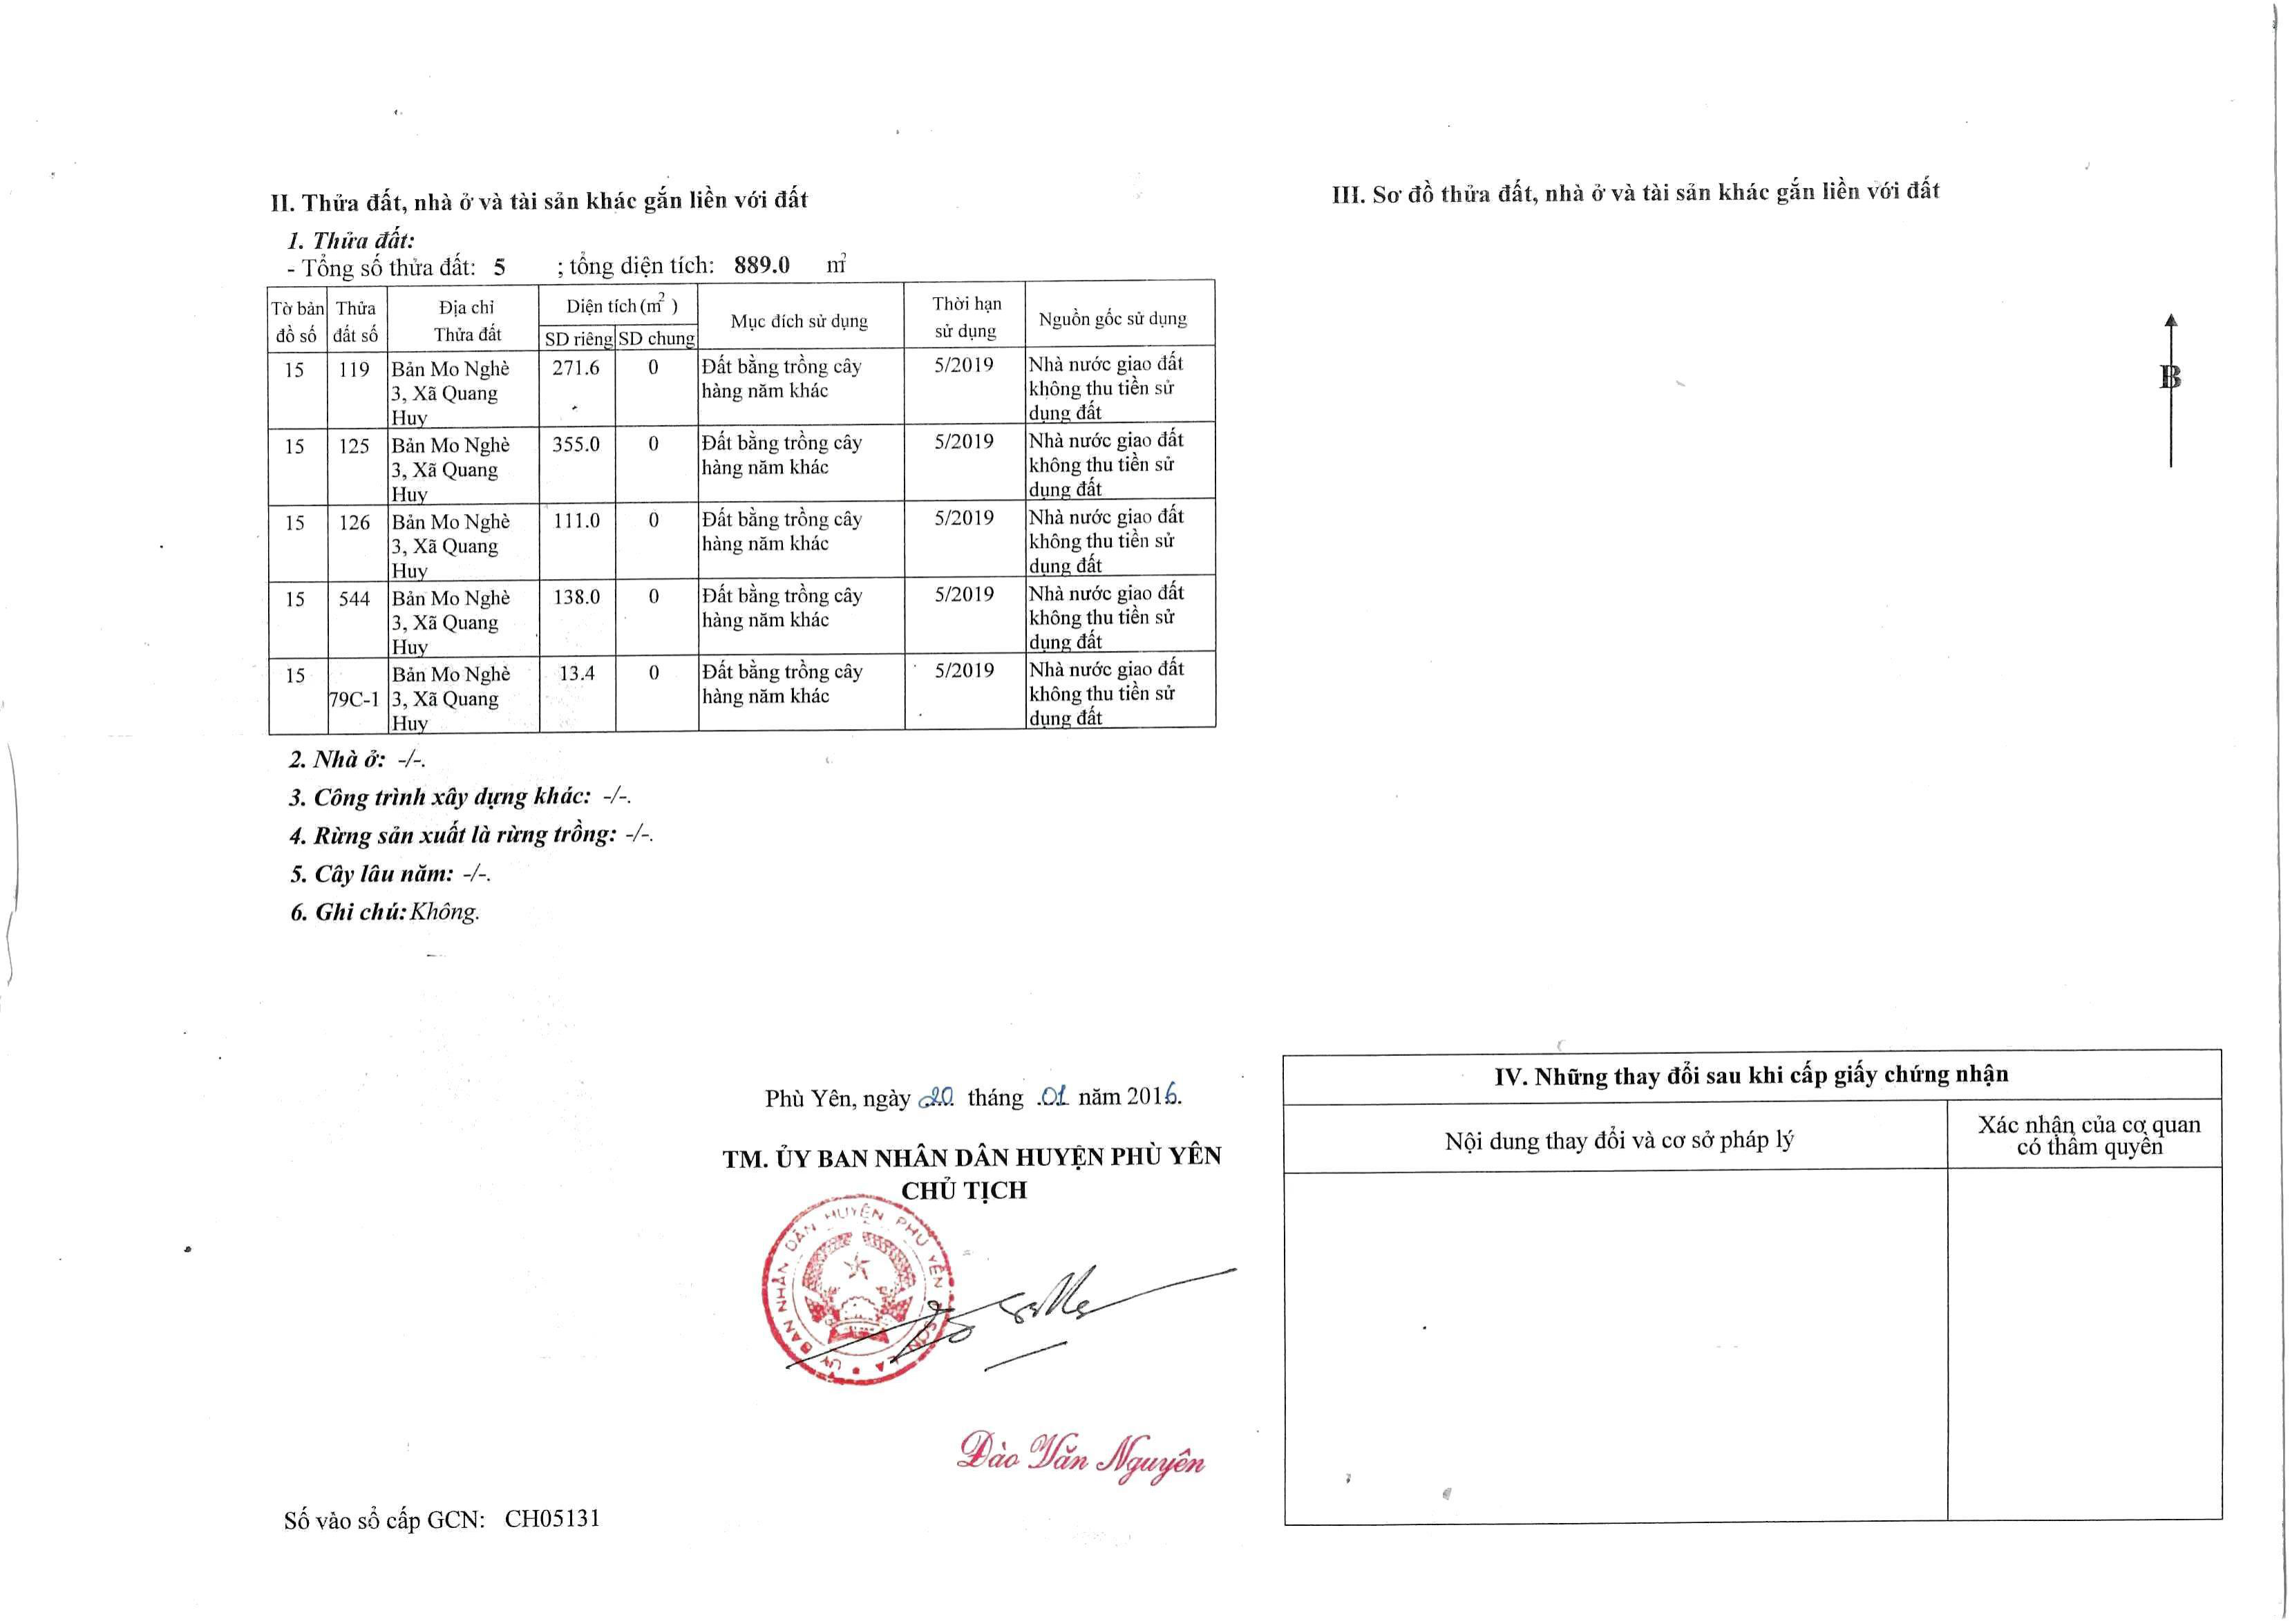 II. Thửa đất, nhà ở và tài sản khác gắn liền với đất
1. Thửa đất:
- Tổng số thửa đất: 5 ; tổng diện tích: 889.0 m²
Tờ bản đồ số | Thửa đất số | Địa chỉ Thửa đất | Diện tích (m²) | Mục đích sử dụng | Thời hạn sử dụng | Nguồn gốc sử dụng
SD riêng | SD chung
15 | 119 | Bản Mo Nghè 3, Xã Quang Huy | 271.6 | 0 | Đất bằng trồng cây hàng năm khác | 5/2019 | Nhà nước giao đất không thu tiền sử dụng đất
15 | 125 | Bản Mo Nghè 3, Xã Quang Huy | 355.0 | 0 | Đất bằng trồng cây hàng năm khác | 5/2019 | Nhà nước giao đất không thu tiền sử dụng đất
15 | 126 | Bản Mo Nghè 3, Xã Quang Huy | 111.0 | 0 | Đất bằng trồng cây hàng năm khác | 5/2019 | Nhà nước giao đất không thu tiền sử dụng đất
15 | 544 | Bản Mo Nghè 3, Xã Quang Huy | 138.0 | 0 | Đất bằng trồng cây hàng năm khác | 5/2019 | Nhà nước giao đất không thu tiền sử dụng đất
15 | 79C-1 | Bản Mo Nghè 3, Xã Quang Huy | 13.4 | 0 | Đất bằng trồng cây hàng năm khác | 5/2019 | Nhà nước giao đất không thu tiền sử dụng đất
2. Nhà ở: -/-.
3. Công trình xây dựng khác: -/-.
4. Rừng sản xuất là rừng trồng: -/-.
5. Cây lâu năm: -/-.
6. Ghi chú: Không.
Phù Yên, ngày 20 tháng 01 năm 2016.
TM. ỦY BAN NHÂN DÂN HUYỆN PHÙ YÊN
CHỦ TỊCH
ỦY BAN NHÂN DÂN HUYỆN PHÙ YÊN SƠN LA
Đào Văn Nguyên
Số vào sổ cấp GCN: CH05131
III. Sơ đồ thửa đất, nhà ở và tài sản khác gắn liền với đất
B
IV. Những thay đổi sau khi cấp giấy chứng nhận
Nội dung thay đổi và cơ sở pháp lý | Xác nhận của cơ quan có thẩm quyền